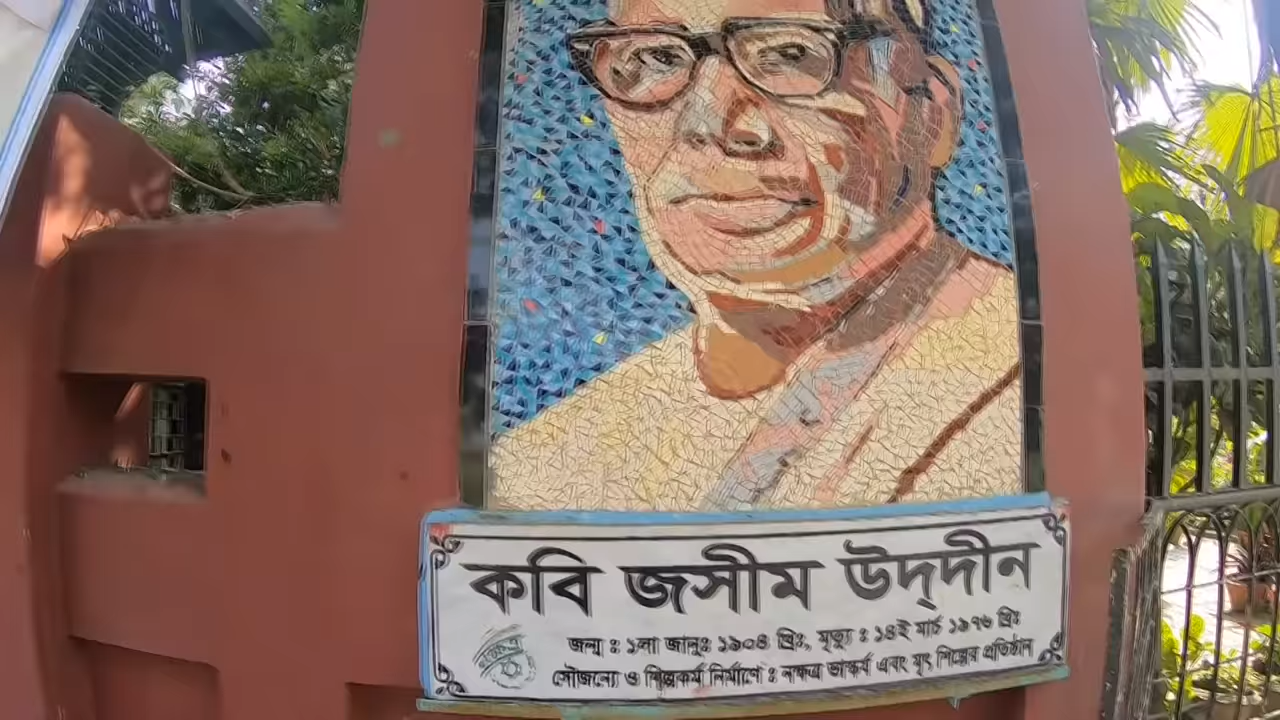 কবি জসীম উদ্‌দীন
জন্ম : ১লা জানুঃ ১৯০৪ খ্রিঃ, মৃত্যু : ১৪ই মার্চ ১৯৭৬ খ্রিঃ
সৌজন্যে ও শিল্পকর্ম নির্মাণে : নক্ষত্র ভাস্কর্য এবং মৃৎ শিল্পের প্রতিষ্ঠান